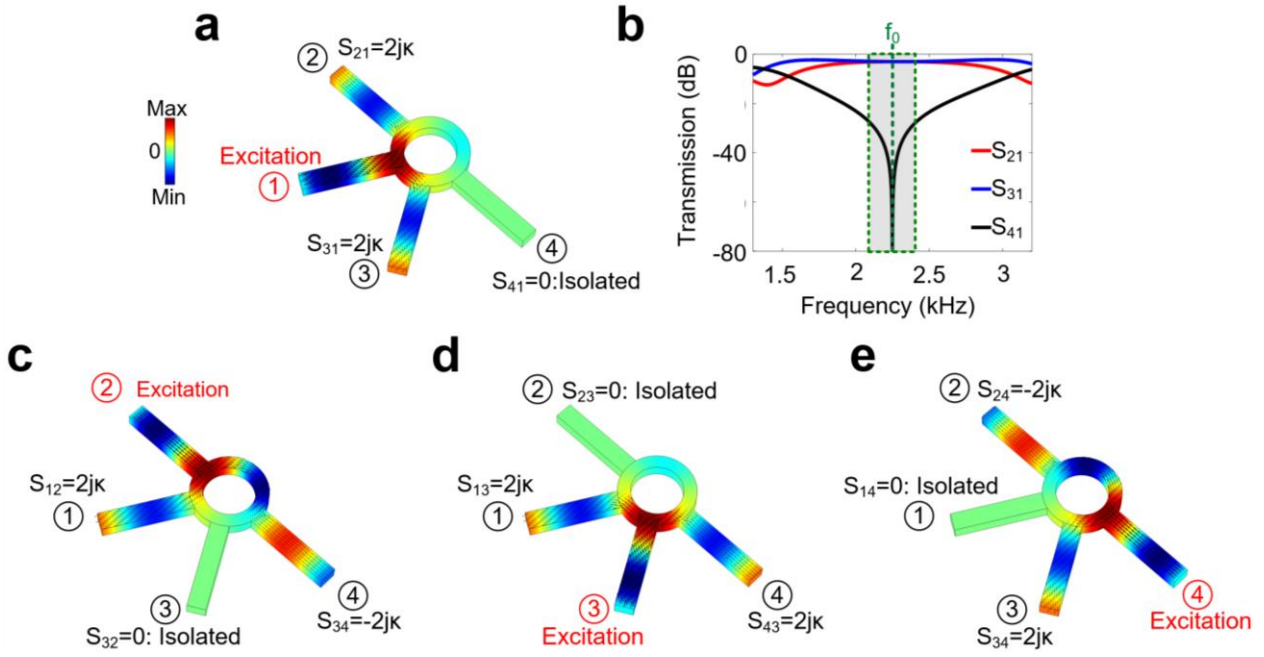 a
② S21=2jκ
Max
0
Min
Excitation
①
S31=2jκ
③
④
S41=0:Isolated
b
f0
Transmission (dB)
0
-40
-80
S21
S31
S41
1.5 2 2.5 3
Frequency (kHz)
c
② Excitation
S12=2jκ
①
③
S32=0: Isolated
④
S34=-2jκ
d
② S23=0: Isolated
S13=2jκ
①
③
Excitation
④
S43=2jκ
e
② S24=-2jκ
S14=0: Isolated
①
③
S34=2jκ
④
Excitation